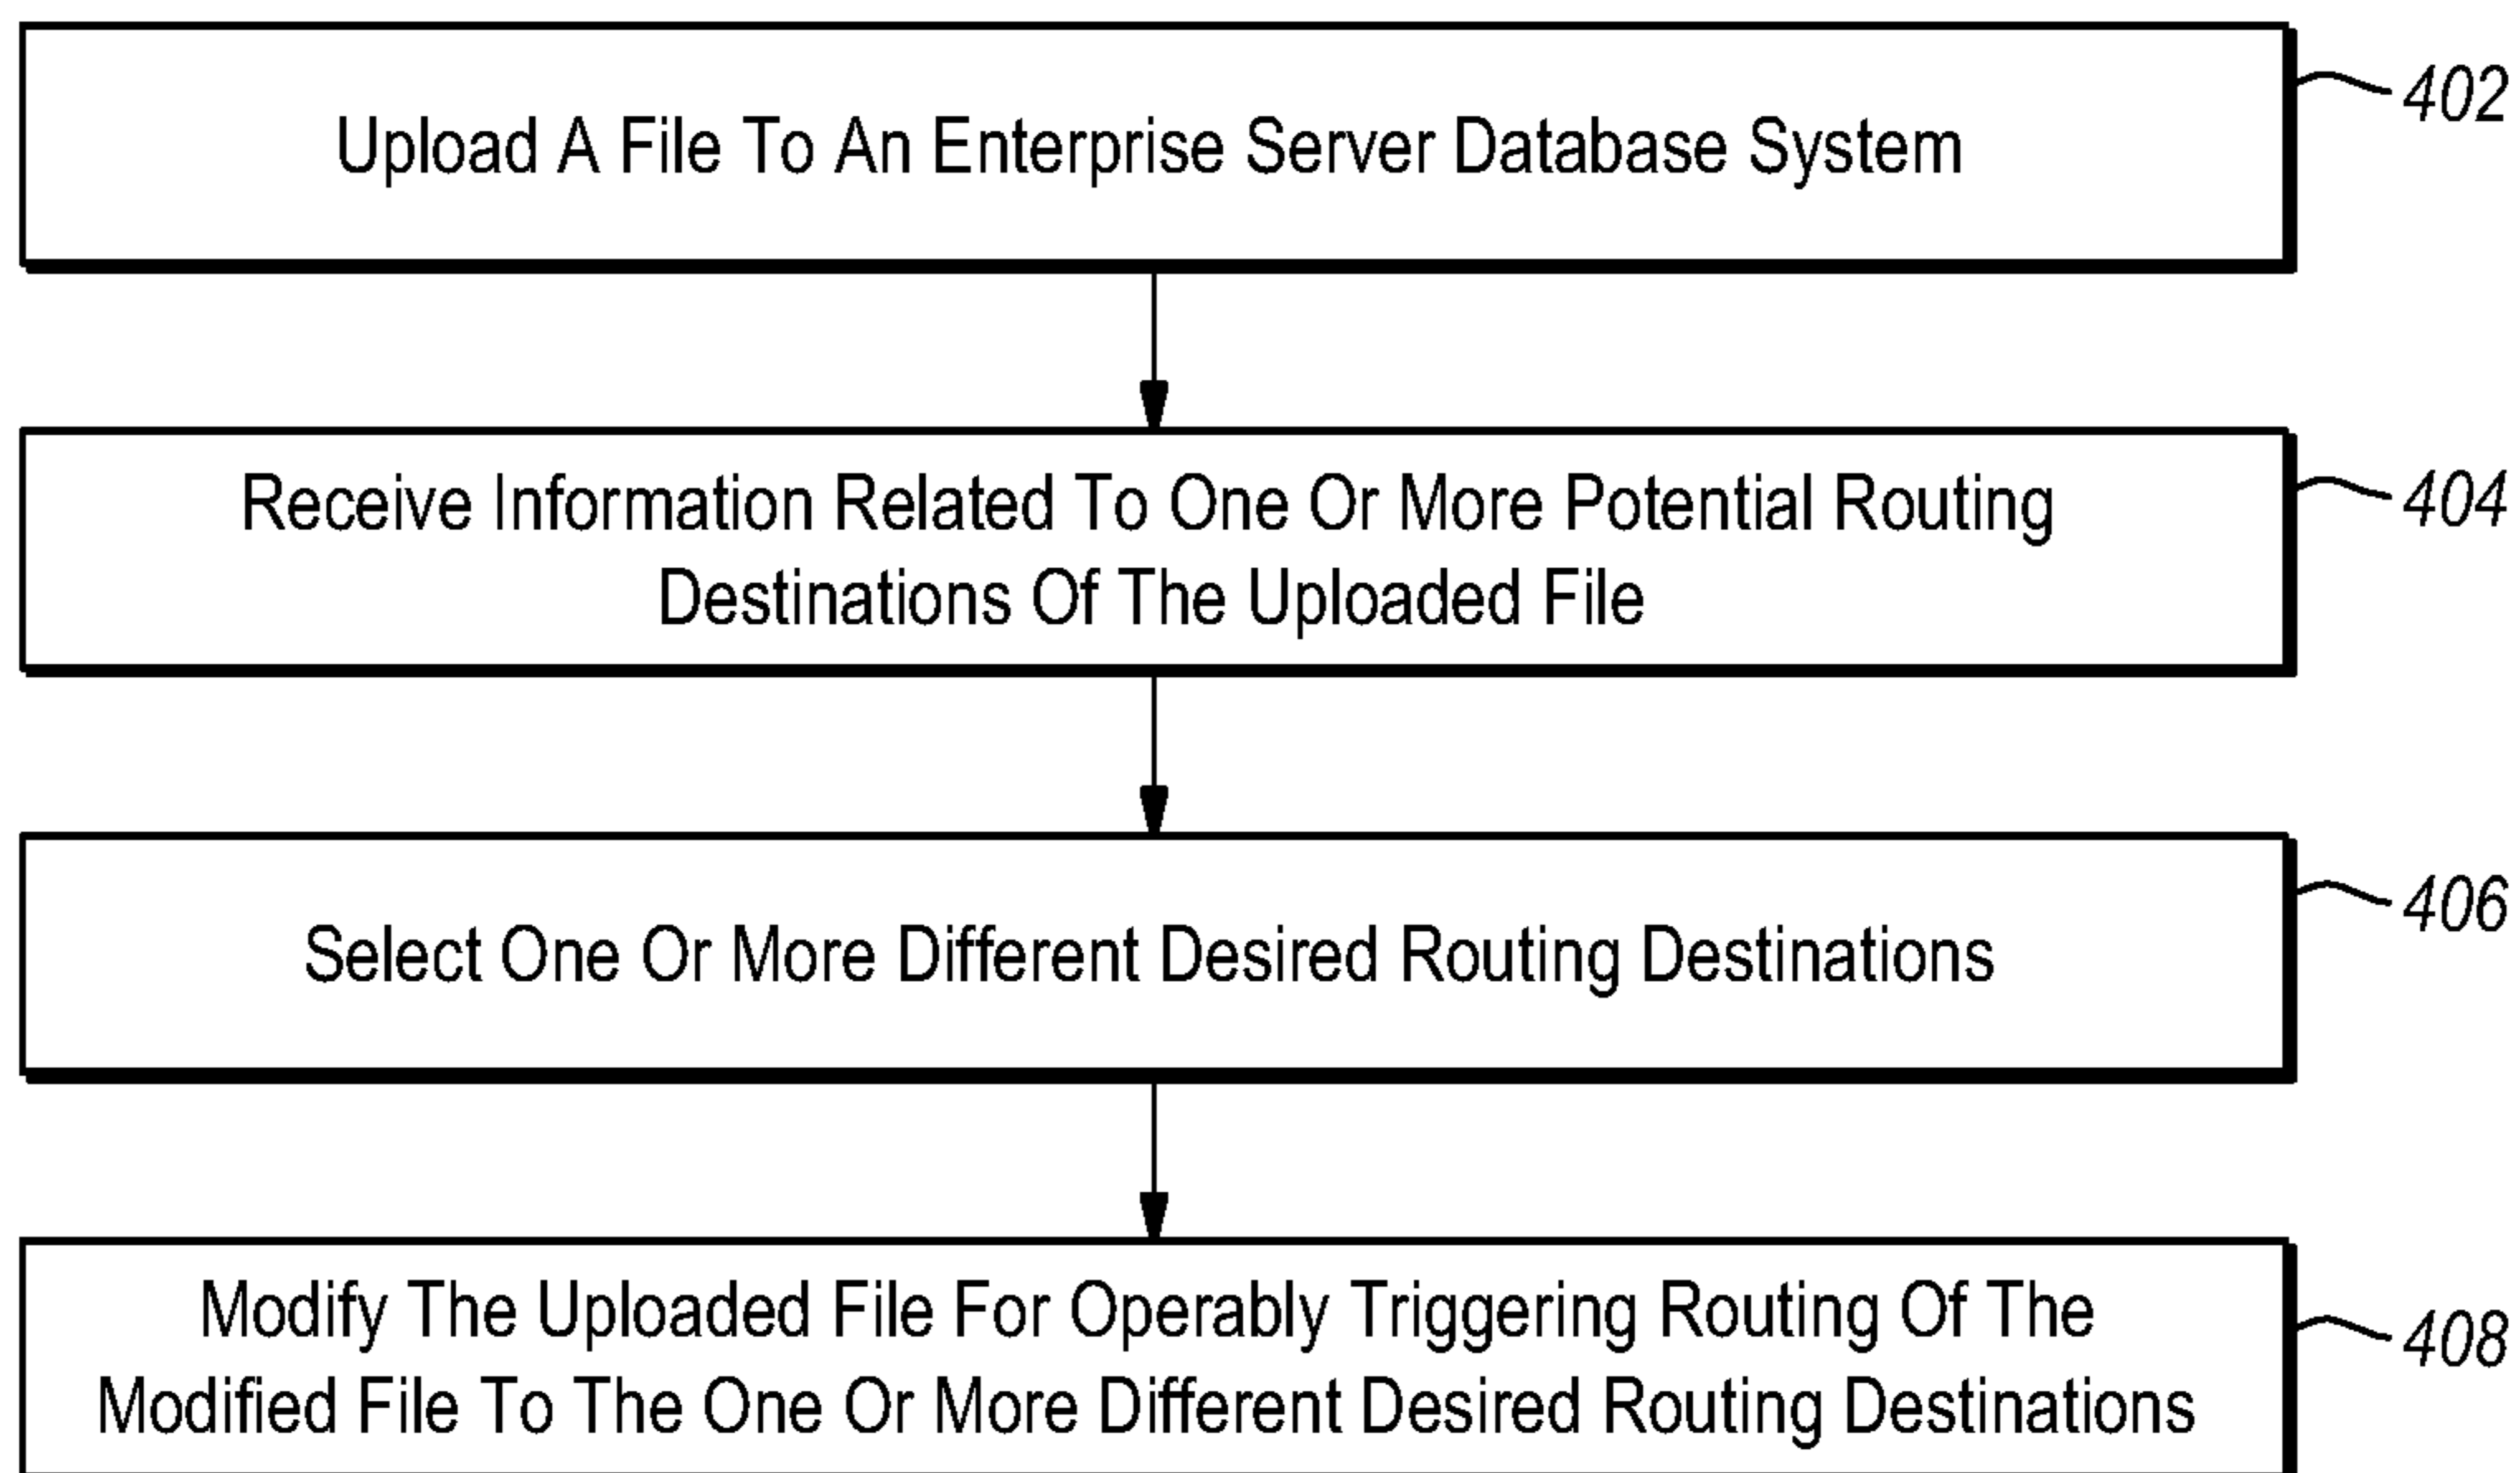 Upload A File To An Enterprise Server Database System
402
Receive Information Related To One Or More Potential Routing
Destinations Of The Uploaded File
404
Select One Or More Different Desired Routing Destinations
406
Modify The Uploaded File For Operably Triggering Routing Of The
Modified File To The One Or More Different Desired Routing Destinations
408